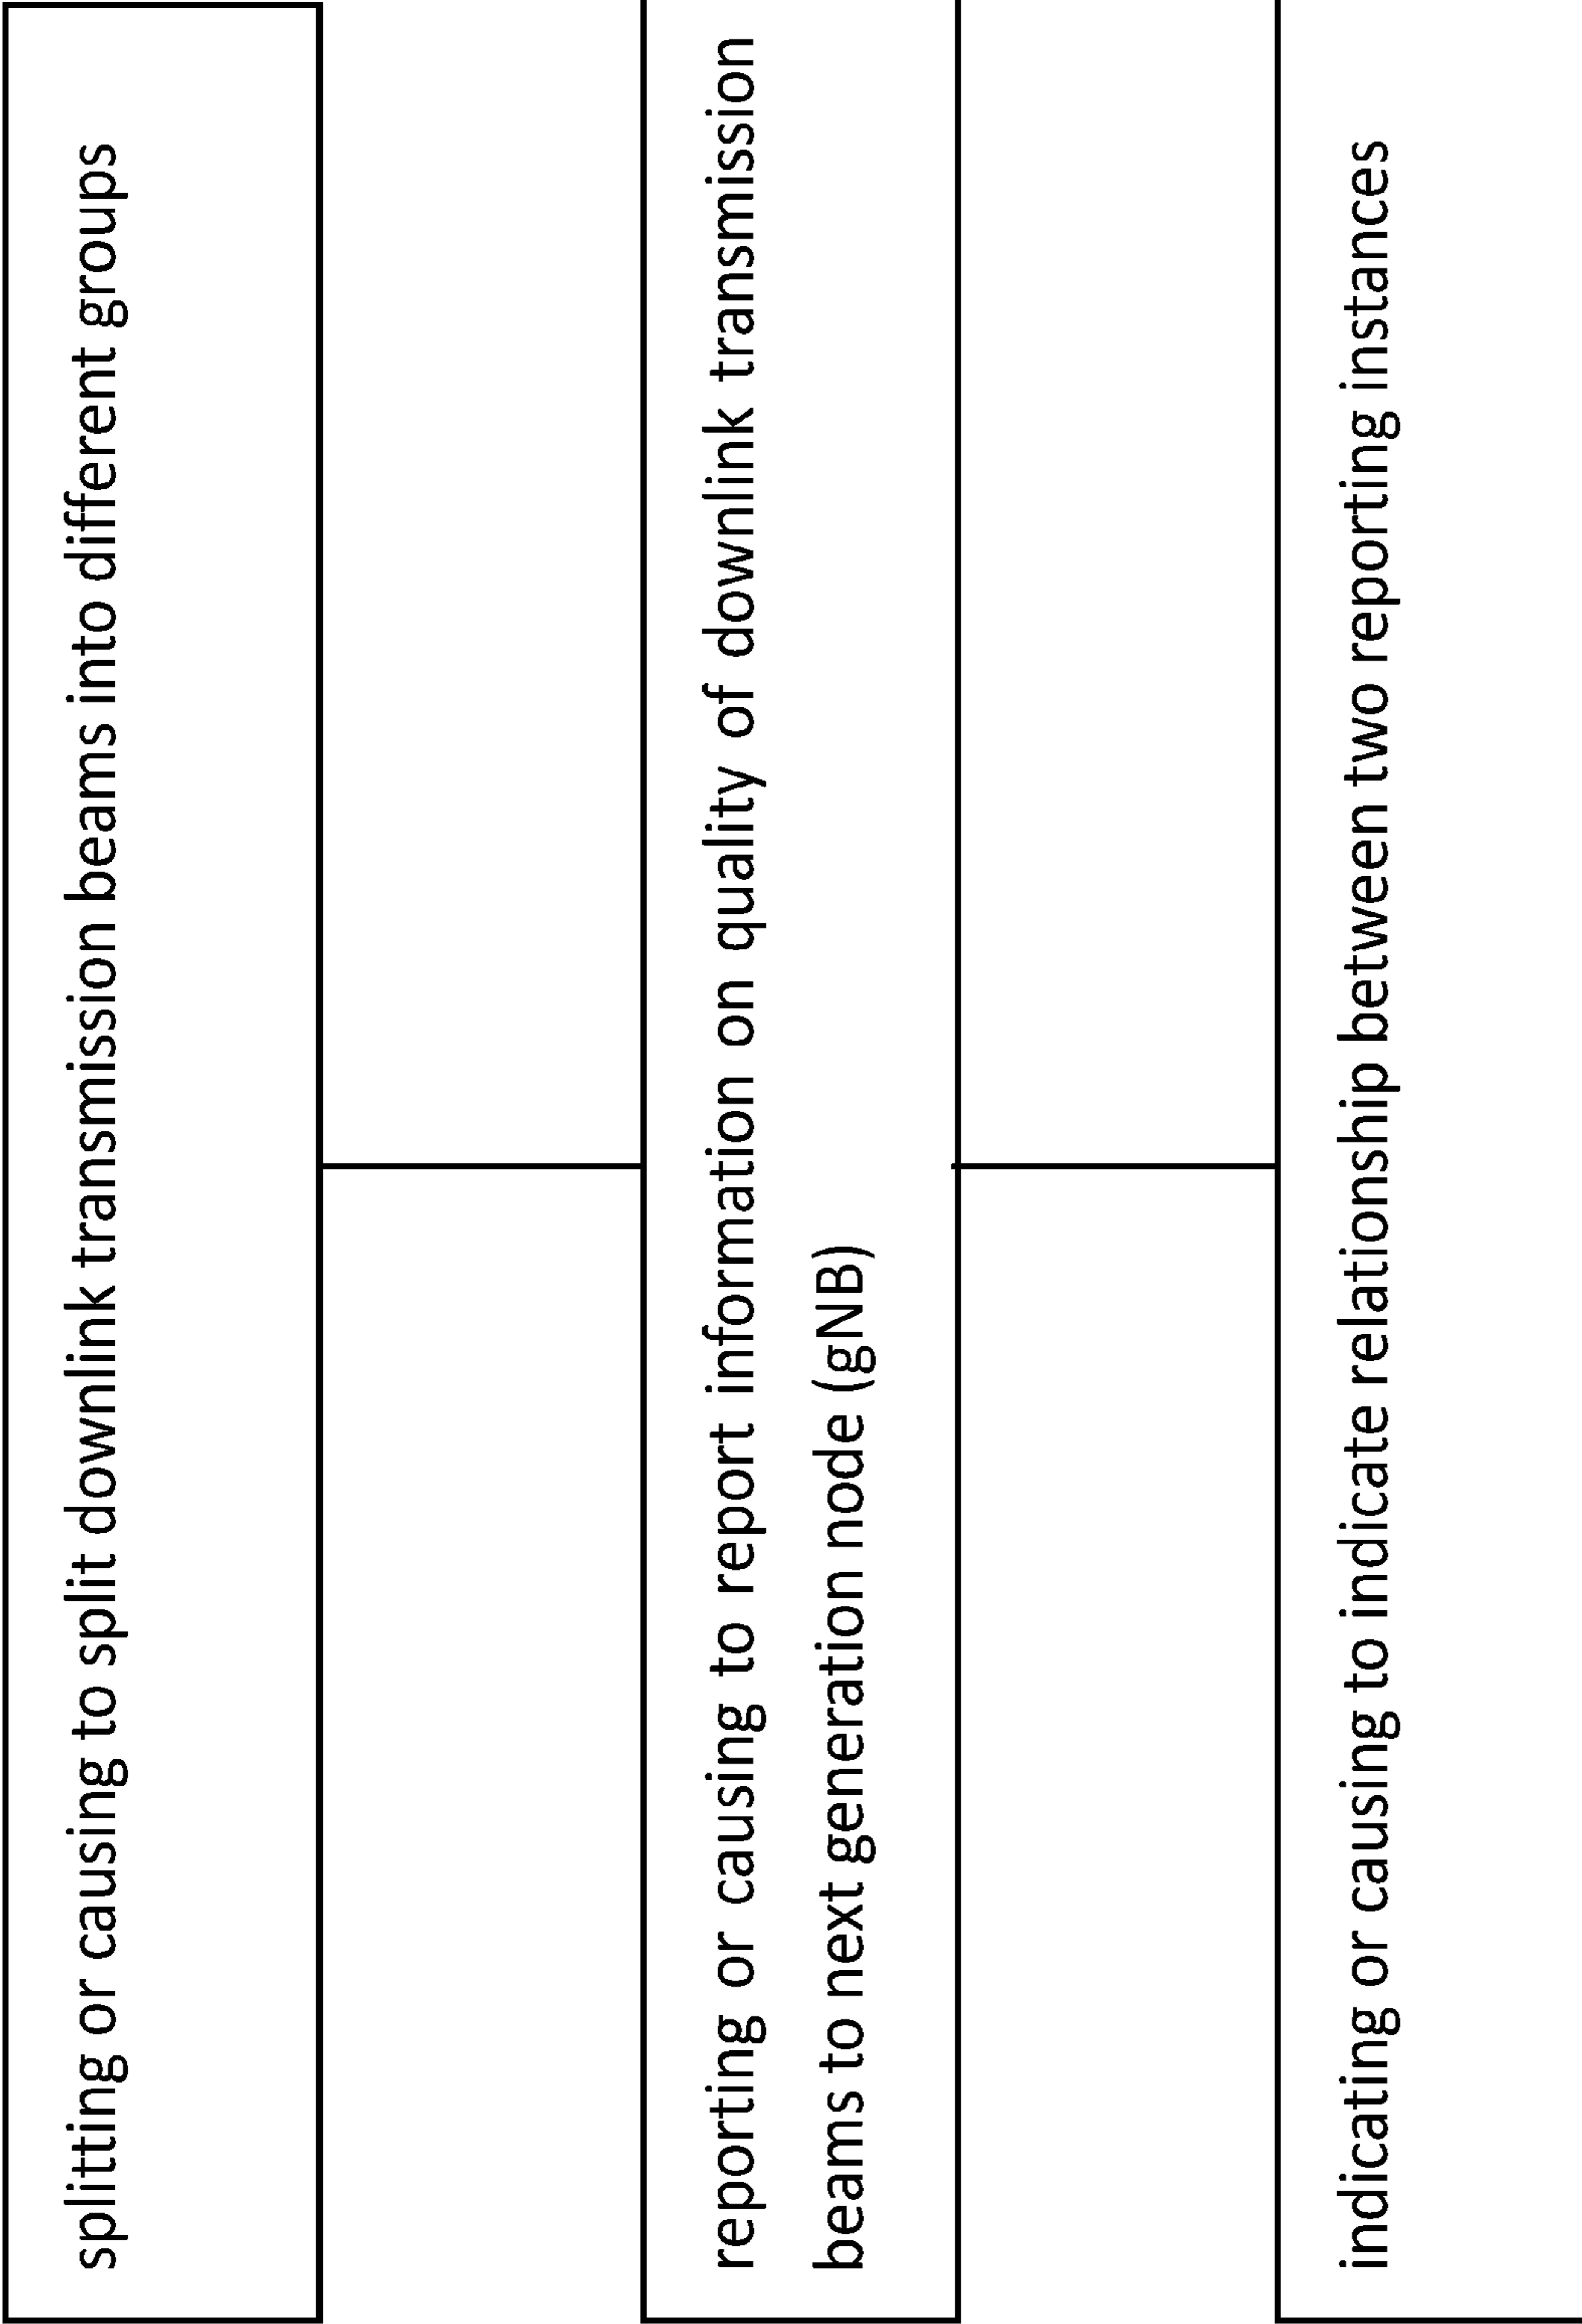 splitting or causing to split downlink transmission beams into different groups
reporting or causing to report information on quality of downlink transmission
beams to next generation node (gNB)
indicating or causing to indicate relationship between two reporting instances